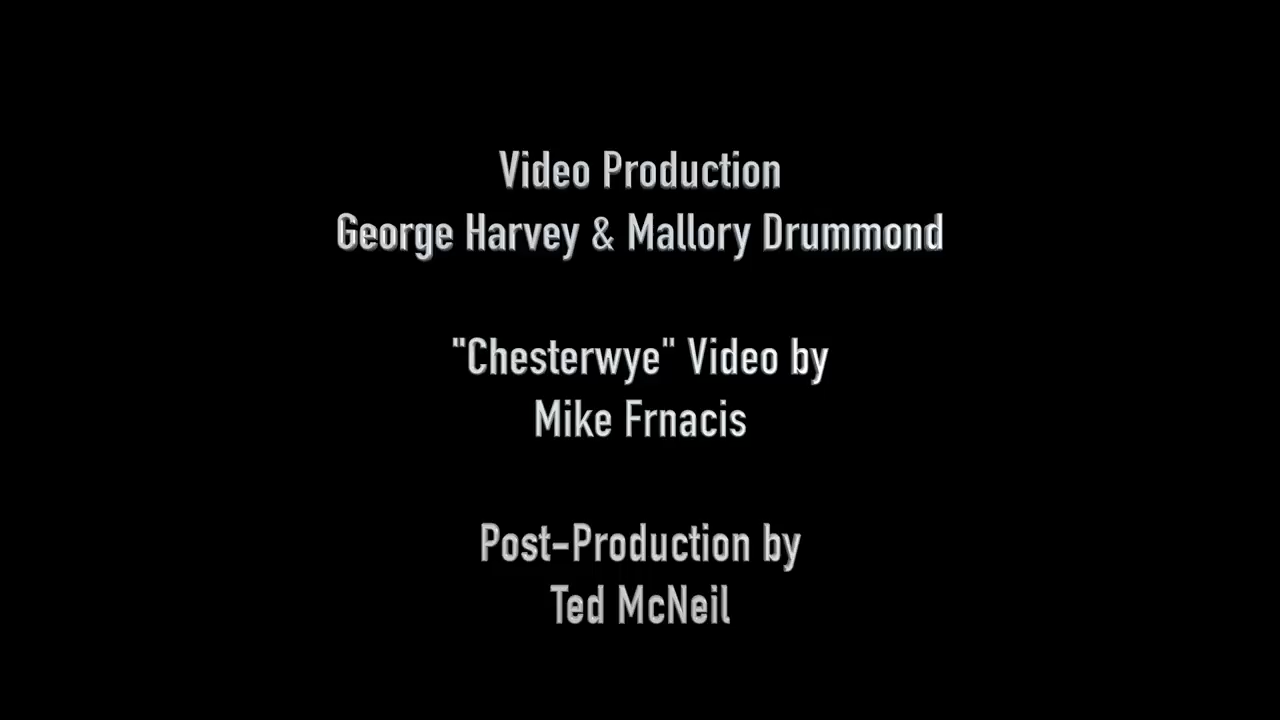 Video Production
George Harvey & Mallory Drummond
"Chesterwye" Video by
Mike Frnacis
Post-Production by
Ted McNeil